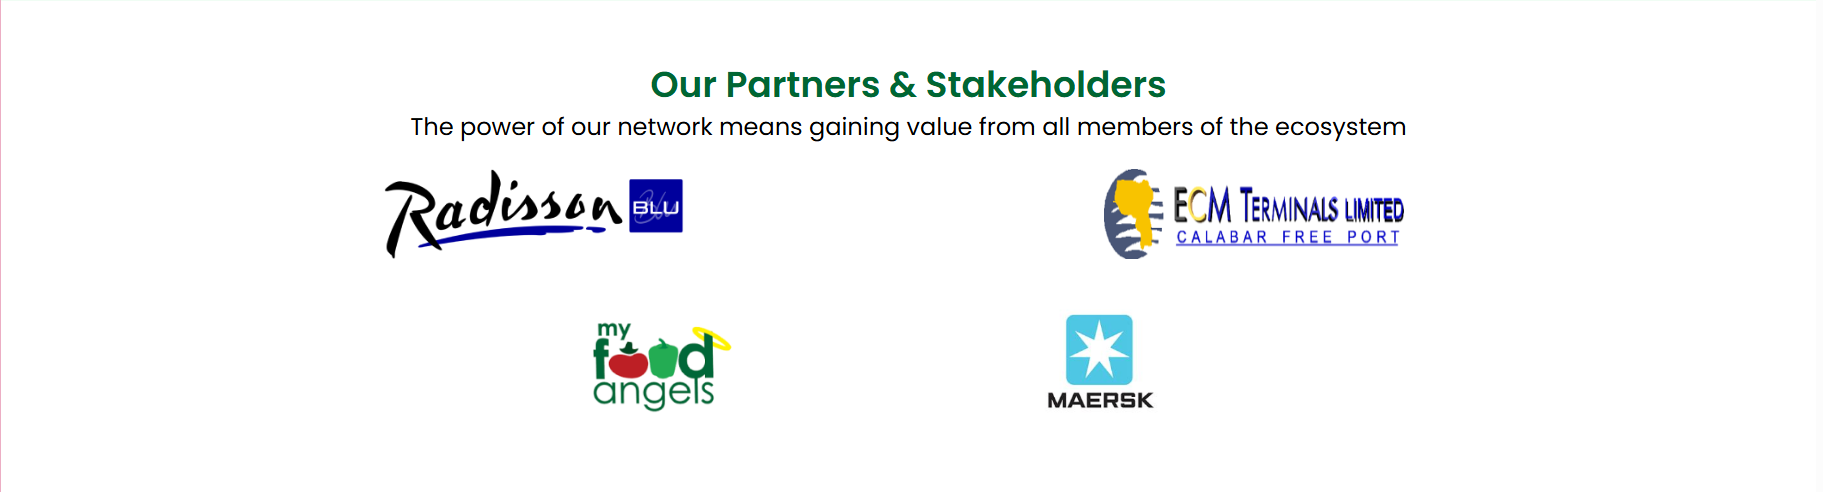 Our Partners & Stakeholders
The power of our network means gaining value from all members of the ecosystem
Radisson BLU
ECM TERMINALS LIMITED
CALABAR FREE PORT
my
food
angels
MAERSK